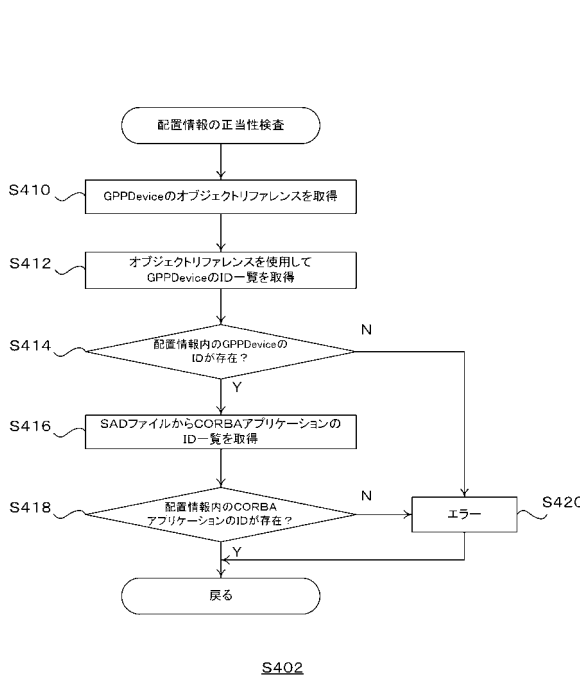 配置情報の正当性検査
S410
GPPDeviceのオブジェクトリファレンスを取得
S412
オブジェクトリファレンスを使用して
GPPDeviceのID一覧を取得
S414
配置情報内のGPPDeviceの
IDが存在？
N
Y
S416
SADファイルからCORBAアプリケーションの
ID一覧を取得
S418
配置情報内のCORBA
アプリケーションのIDが存在？
N
エラー
S420
Y
戻る
S402